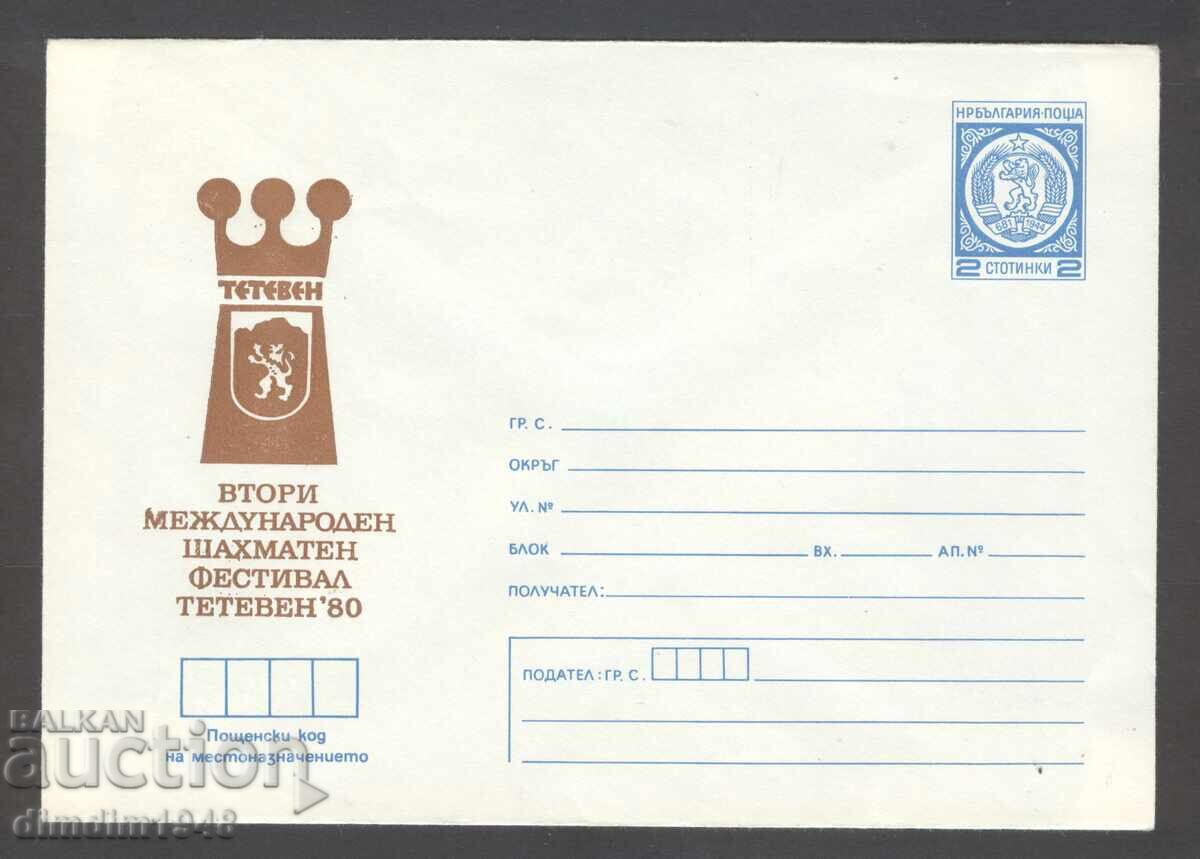 НРБЪЛГАРИЯ·ПОЩА
681 1944
2 СТОТИНКИ 2
ТЕТЕВЕН
ВТОРИ
МЕЖДУНАРОДЕН
ШАХМАТЕН
ФЕСТИВАЛ
ТЕТЕВЕН'80
ГР. С.
ОКРЪГ
УЛ. №
БЛОК ВХ. АП. №
ПОЛУЧАТЕЛ:
ПОДАТЕЛ: ГР. С.
Пощенски код
на местоназначението
BALKAN
auction
dimdim1948